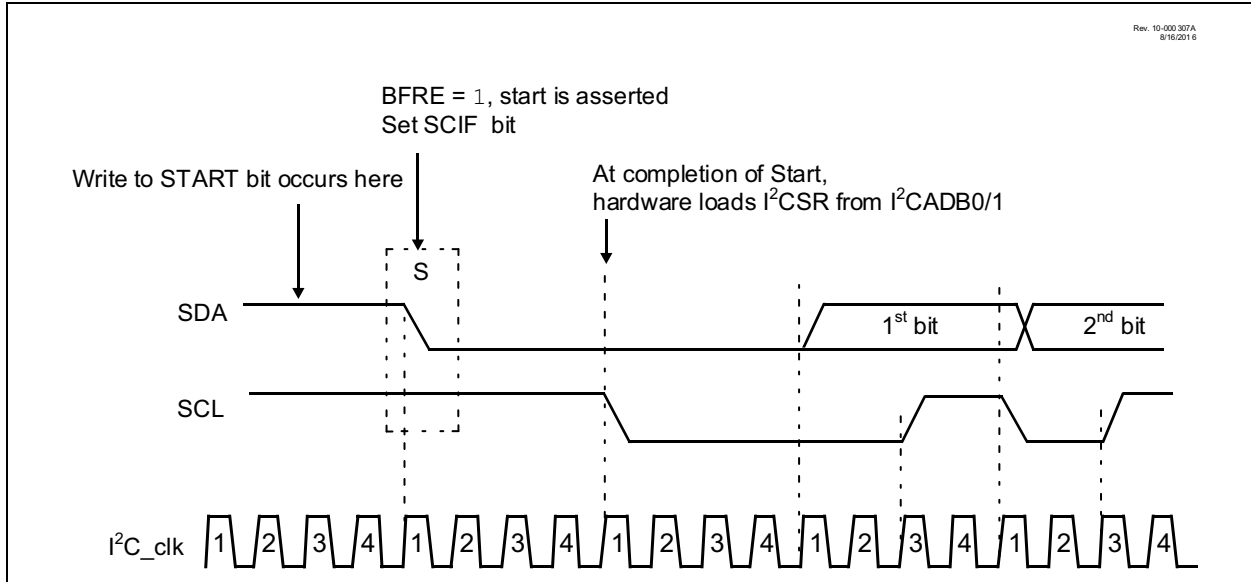 Rev. 10-000 307A
8/16/201 6
BFRE = 1, start is asserted
Set SCIF bit
Write to START bit occurs here
At completion of Start,
hardware loads I²CSR from I²CADB0/1
S
SDA
1st bit
2nd bit
SCL
I²C_clk 1 2 3 4 1 2 3 4 1 2 3 4 1 2 3 4 1 2 3 4